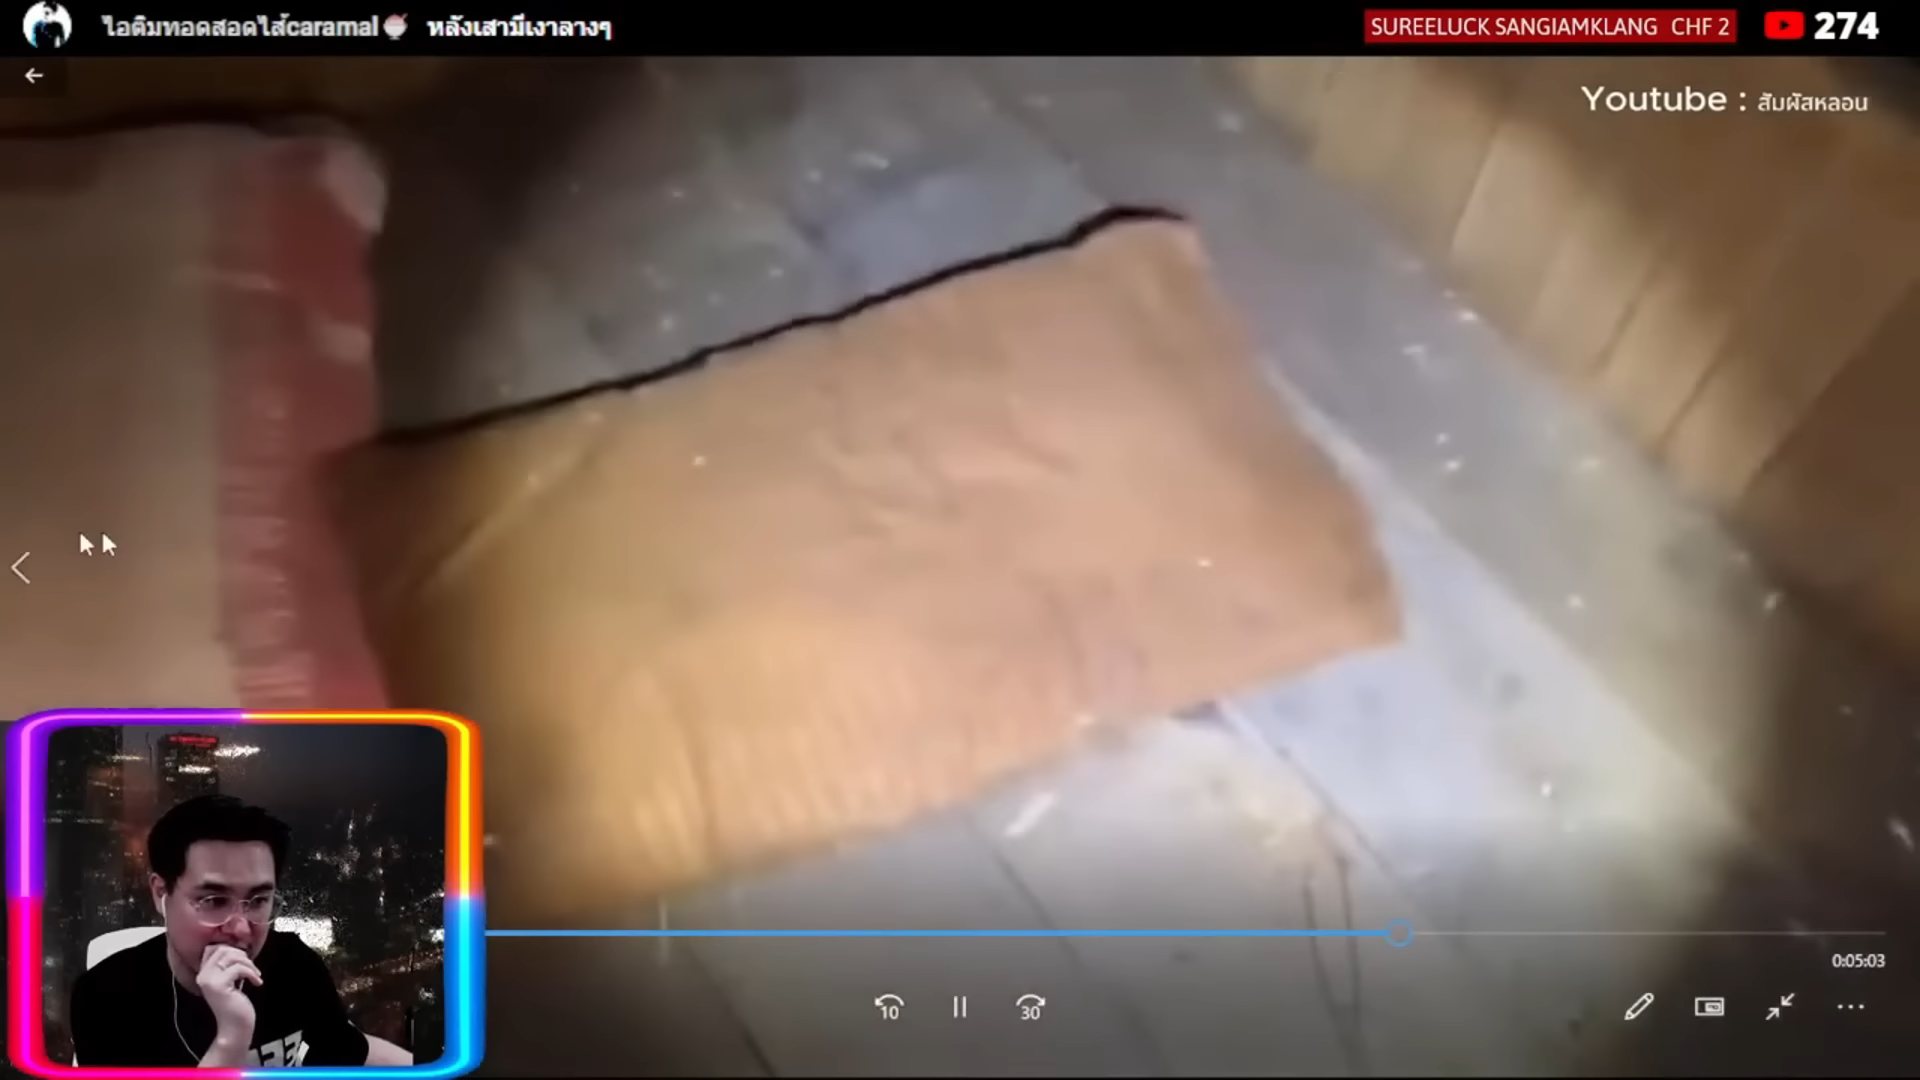 ไอติมทอดสอดไส้caramal🍧 หลังเสามีเงาลางๆ
SUREELUCK SANGIAMKLANG CHF 2
274
Youtube : สัมผัสหลอน
0:05:03
10
30